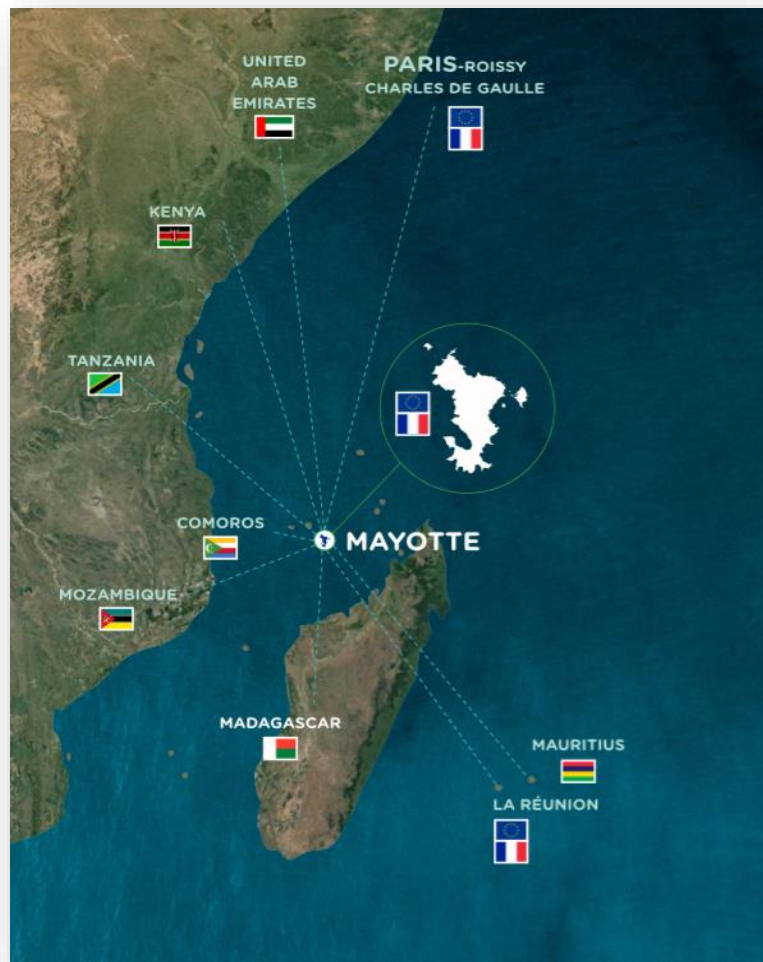 UNITED
ARAB
EMIRATES
PARIS-ROISSY
CHARLES DE GAULLE
KENYA
TANZANIA
COMOROS
MAYOTTE
MOZAMBIQUE
MADAGASCAR
MAURITIUS
LA RÉUNION